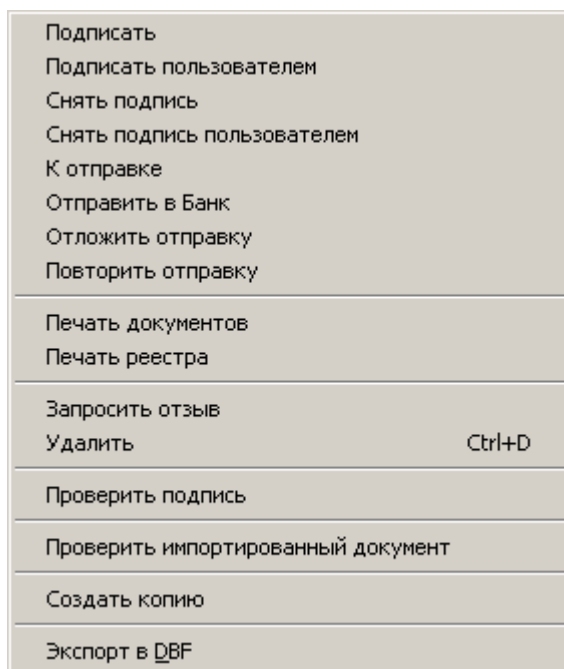 Подписать
Подписать пользователем
Снять подпись
Снять подпись пользователем
К отправке
Отправить в Банк
Отложить отправку
Повторить отправку
Печать документов
Печать реестра
Запросить отзыв
Удалить Ctrl+D
Проверить подпись
Проверить импортированный документ
Создать копию
Экспорт в DBF